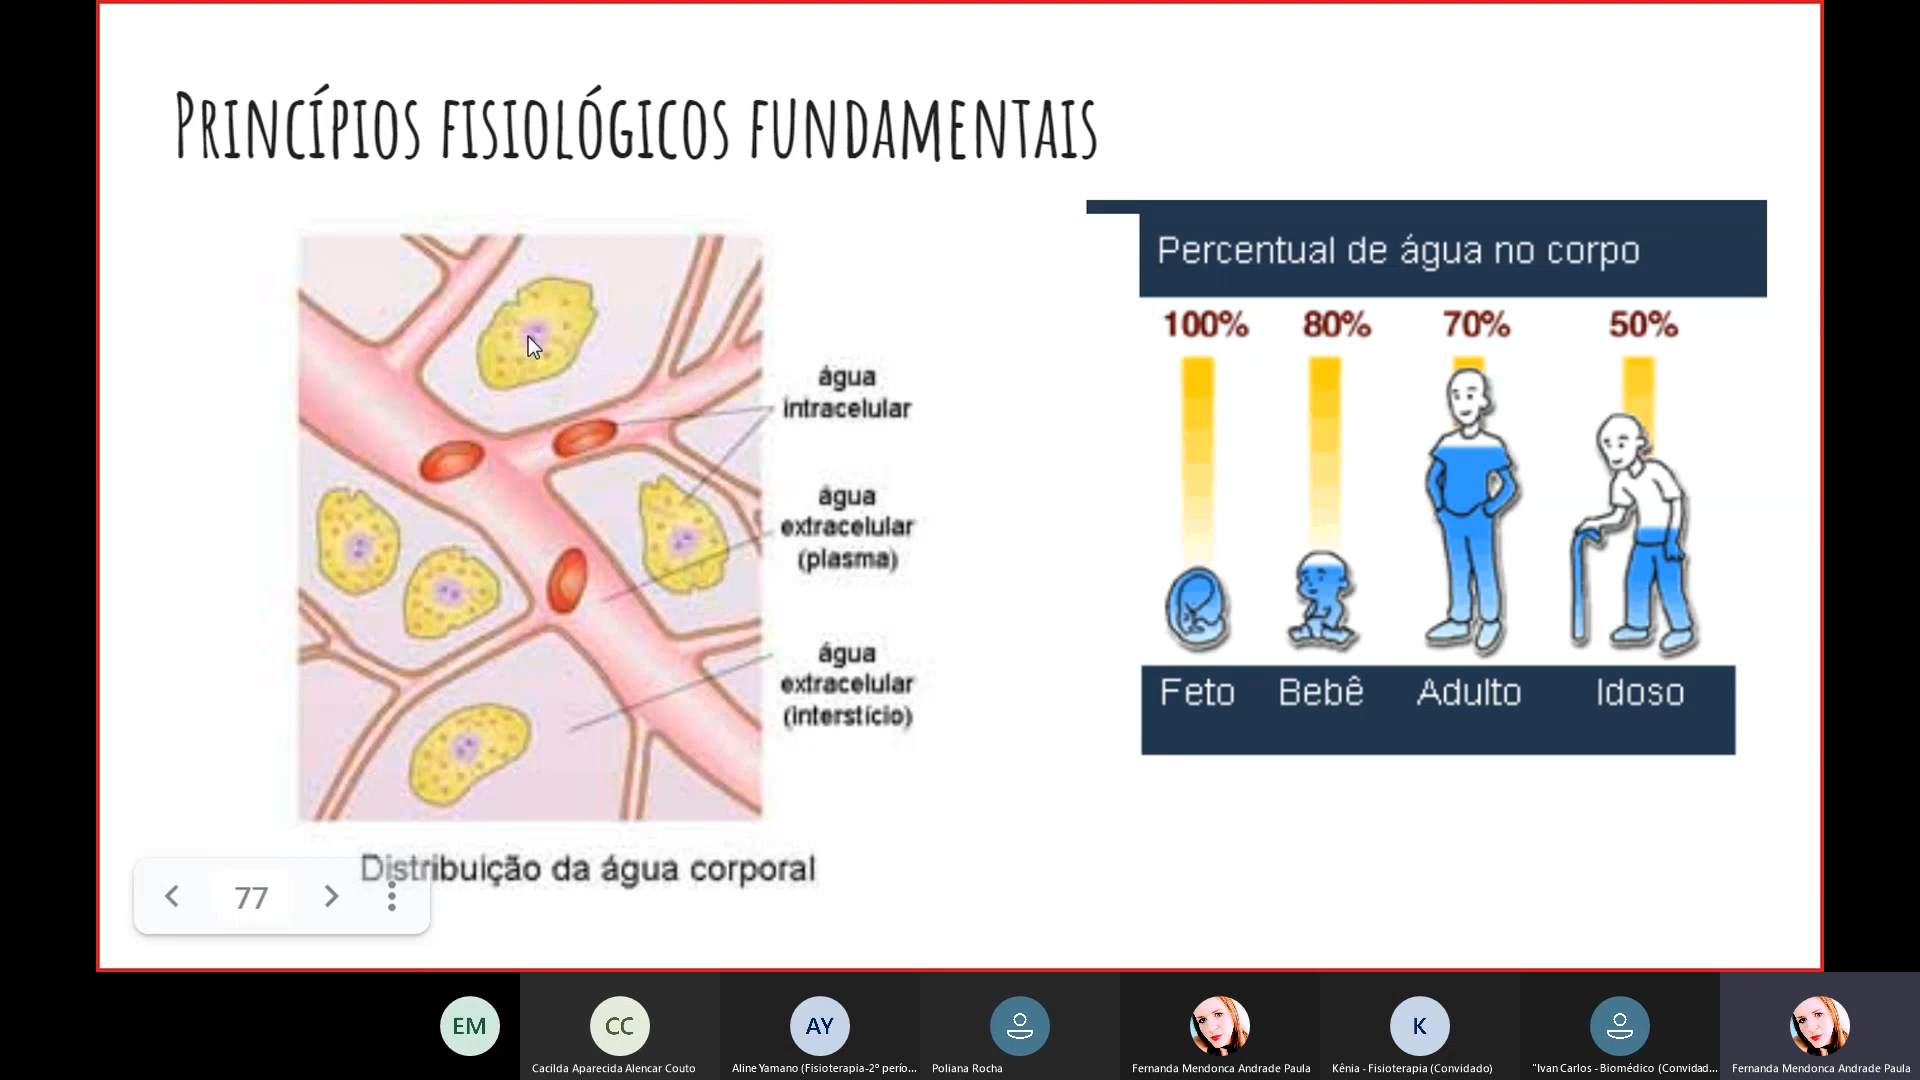 Princípios fisiológicos fundamentais
Percentual de água no corpo
100% 80% 70% 50%
água
intracelular
água
extracelular
(plasma)
água
extracelular
(interstício)
Feto Bebê Adulto Idoso
Distribuição da água corporal
77
EM
CC
AY
K
Cacilda Aparecida Alencar Couto
Aline Yamano (Fisioterapia-2º perío...
Poliana Rocha
Fernanda Mendonca Andrade Paula
Kênia - Fisioterapia (Convidado)
"Ivan Carlos - Biomédico (Convidad...
Fernanda Mendonca Andrade Paula